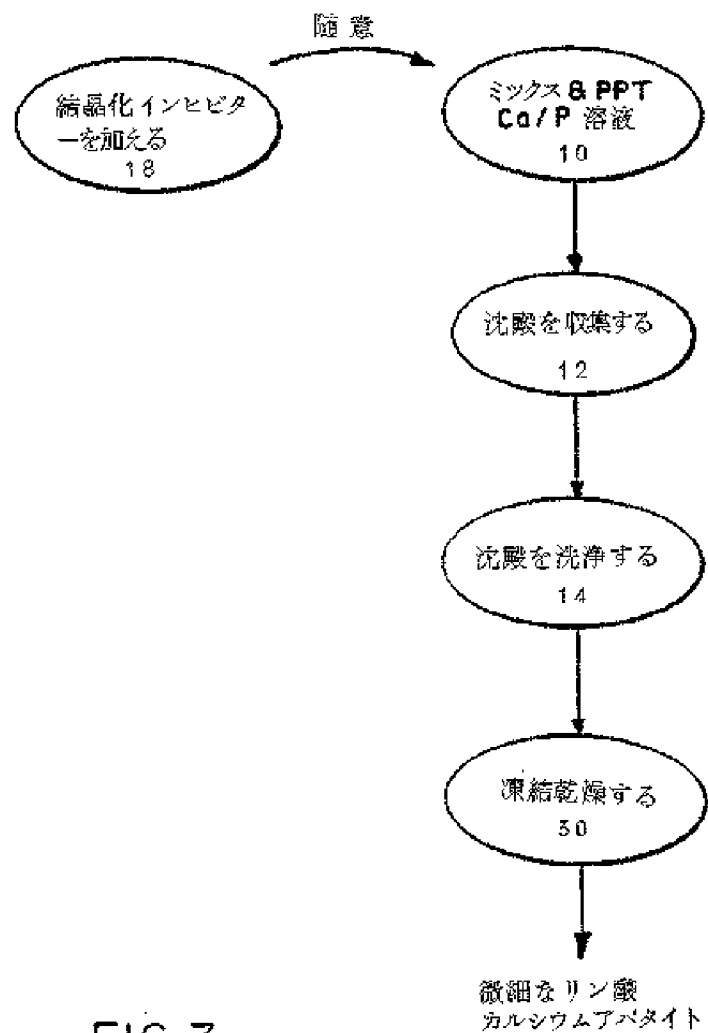 随意
結晶化インヒビタ
ーを加える
18
ミックス & PPT
Ca/P 溶液
10
沈殿を収集する
12
沈殿を洗浄する
14
凍結乾燥する
30
微細なリン酸
カルシウムアパタイト